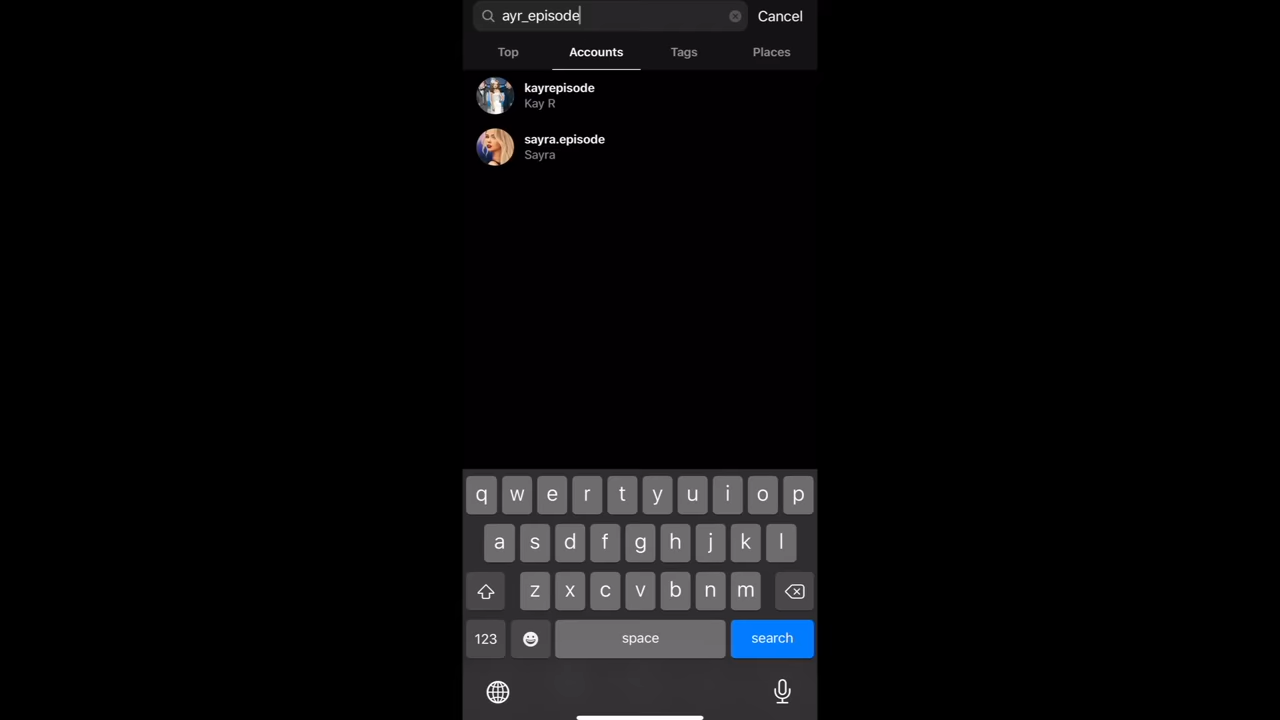 ayr_episode
Cancel
Top
Accounts
Tags
Places
kayrepisode
Kay R
sayra.episode
Sayra
q w e r t y u i o p
a s d f g h j k l
z x c v b n m
123
space
search